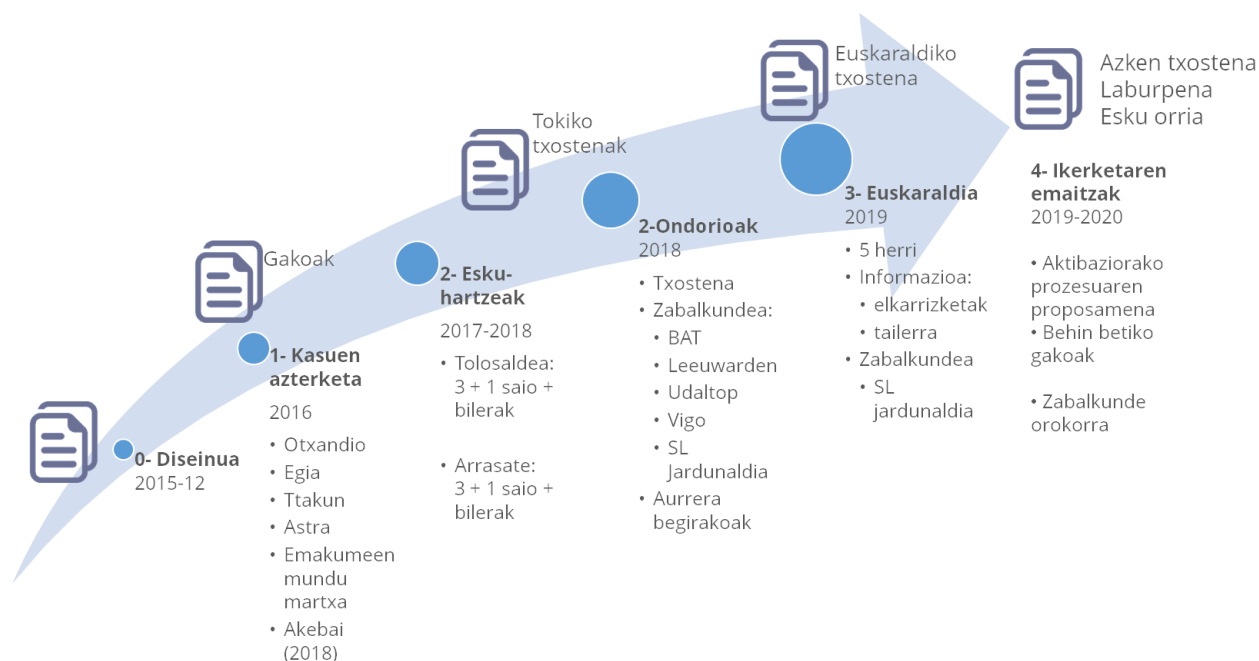 0- Diseinua
2015-12
Gakoak
1- Kasuen
azterketa
2016
• Otxandio
• Egia
• Ttakun
• Astra
• Emakumeen
mundu
martxa
• Akebai
(2018)
Tokiko
txostenak
2- Esku-
hartzeak
2017-2018
• Tolosaldea:
3 + 1 saio +
bilerak
• Arrasate:
3 + 1 saio +
bilerak
2-Ondorioak
2018
• Txostena
• Zabalkundea:
• BAT
• Leeuwarden
• Udaltop
• Vigo
• SL
Jardunaldia
• Aurrera
begirakoak
Euskaraldiko
txostena
3- Euskaraldia
2019
• 5 herri
• Informazioa:
• elkarrizketak
• tailerra
• Zabalkundea
• SL
jardunaldia
Azken txostena
Laburpena
Esku orria
4- Ikerketaren
emaitzak
2019-2020
• Aktibaziorako
prozesuaren
proposamena
• Behin betiko
gakoak
• Zabalkunde
orokorra